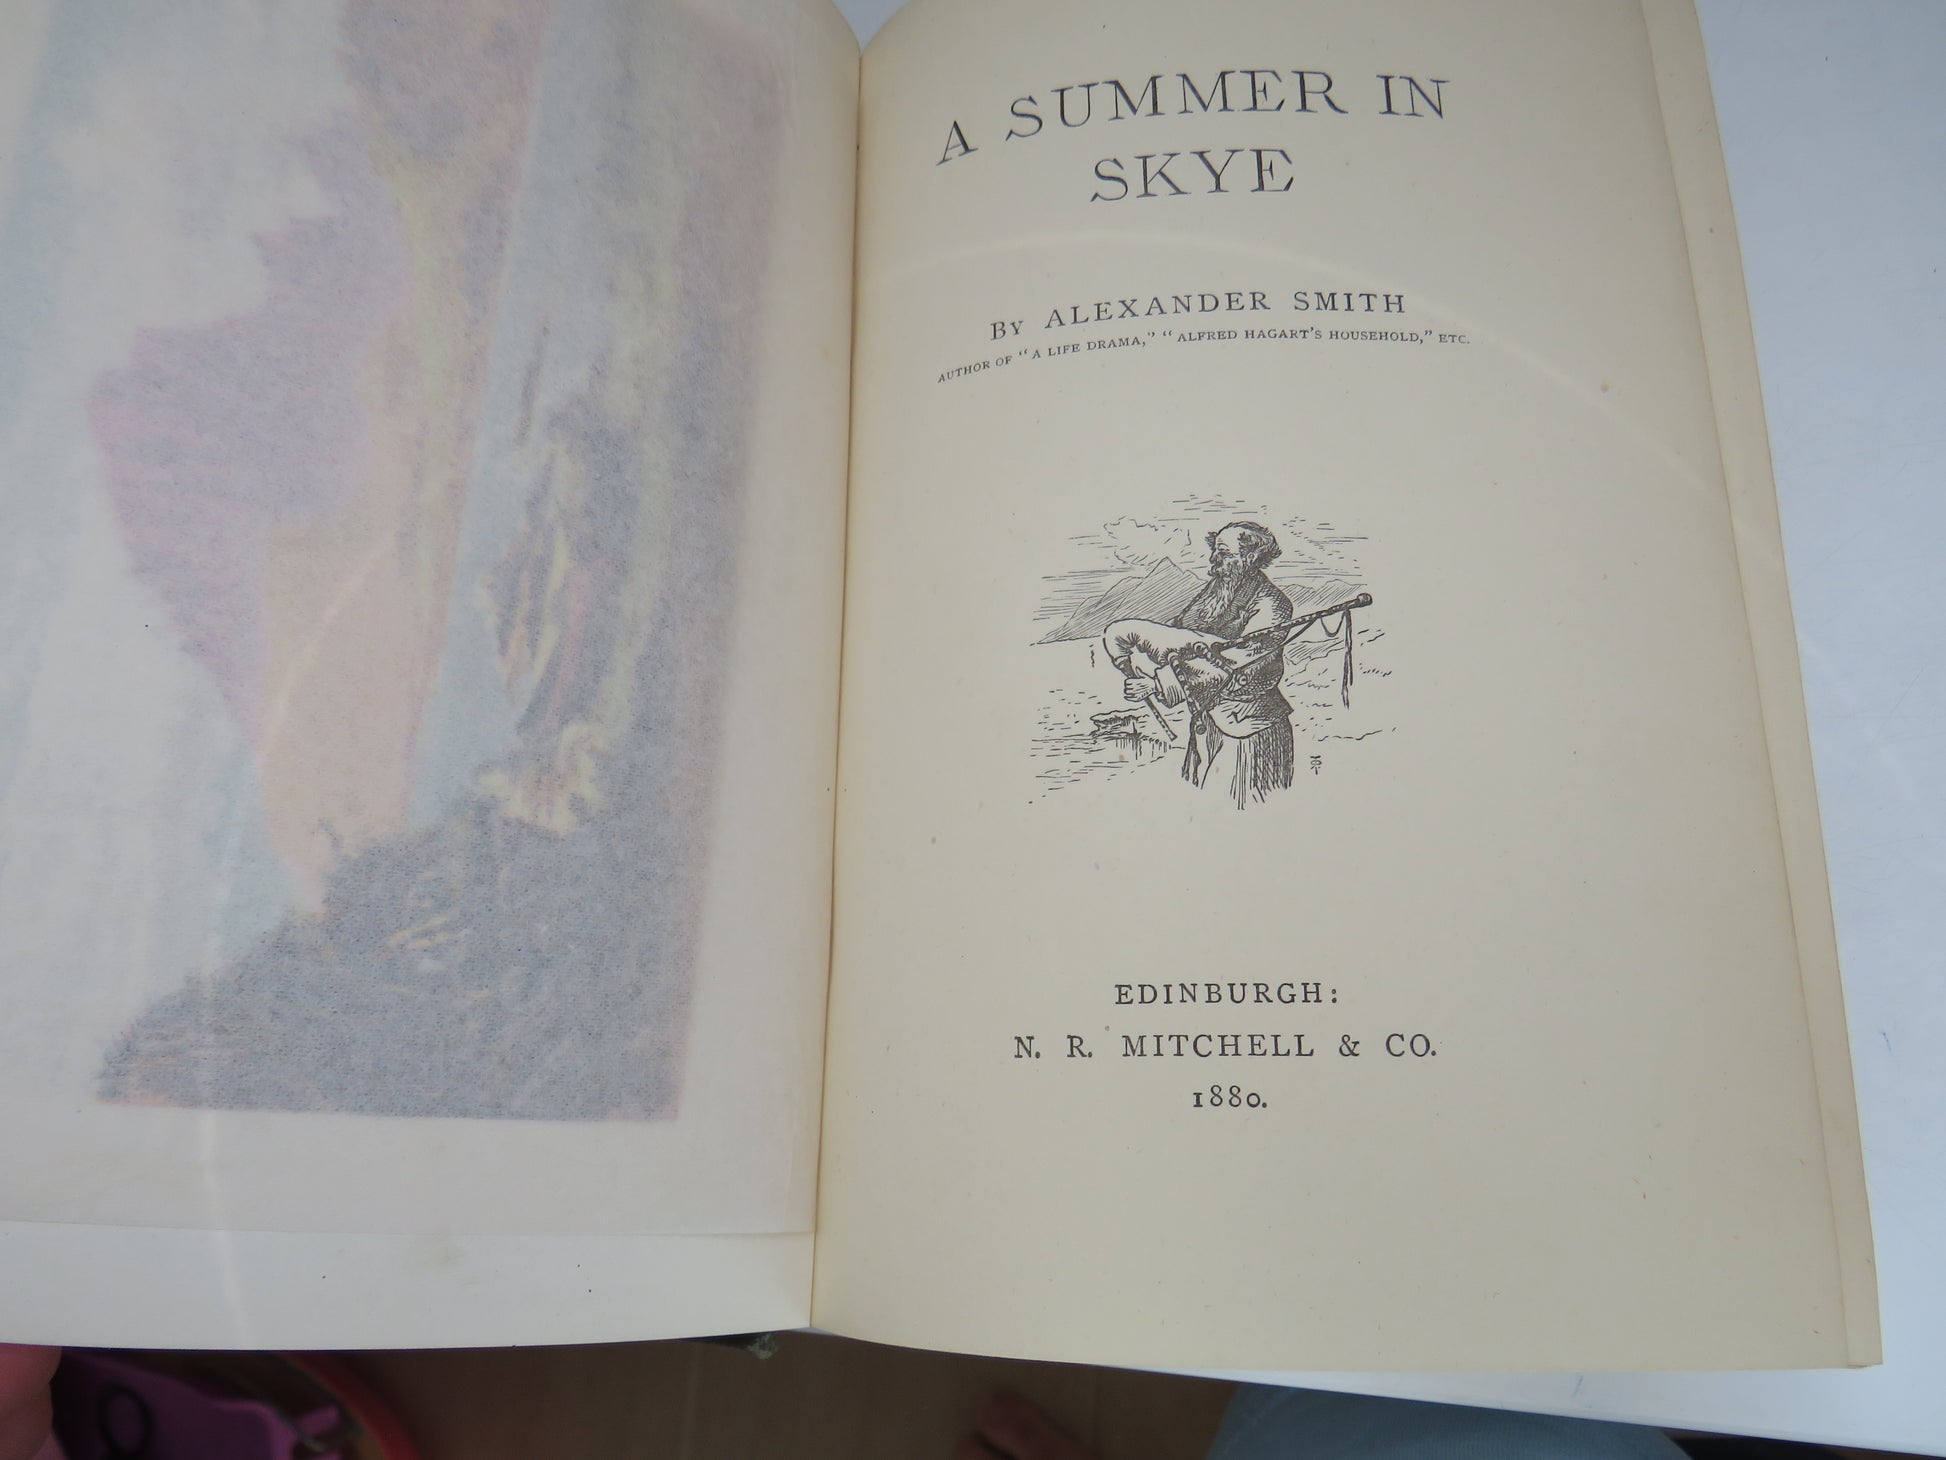 A SUMMER IN
SKYE
BY ALEXANDER SMITH
AUTHOR OF "A LIFE DRAMA," "ALFRED HAGART'S HOUSEHOLD," ETC.
EDINBURGH:
N. R. MITCHELL & CO.
1880.